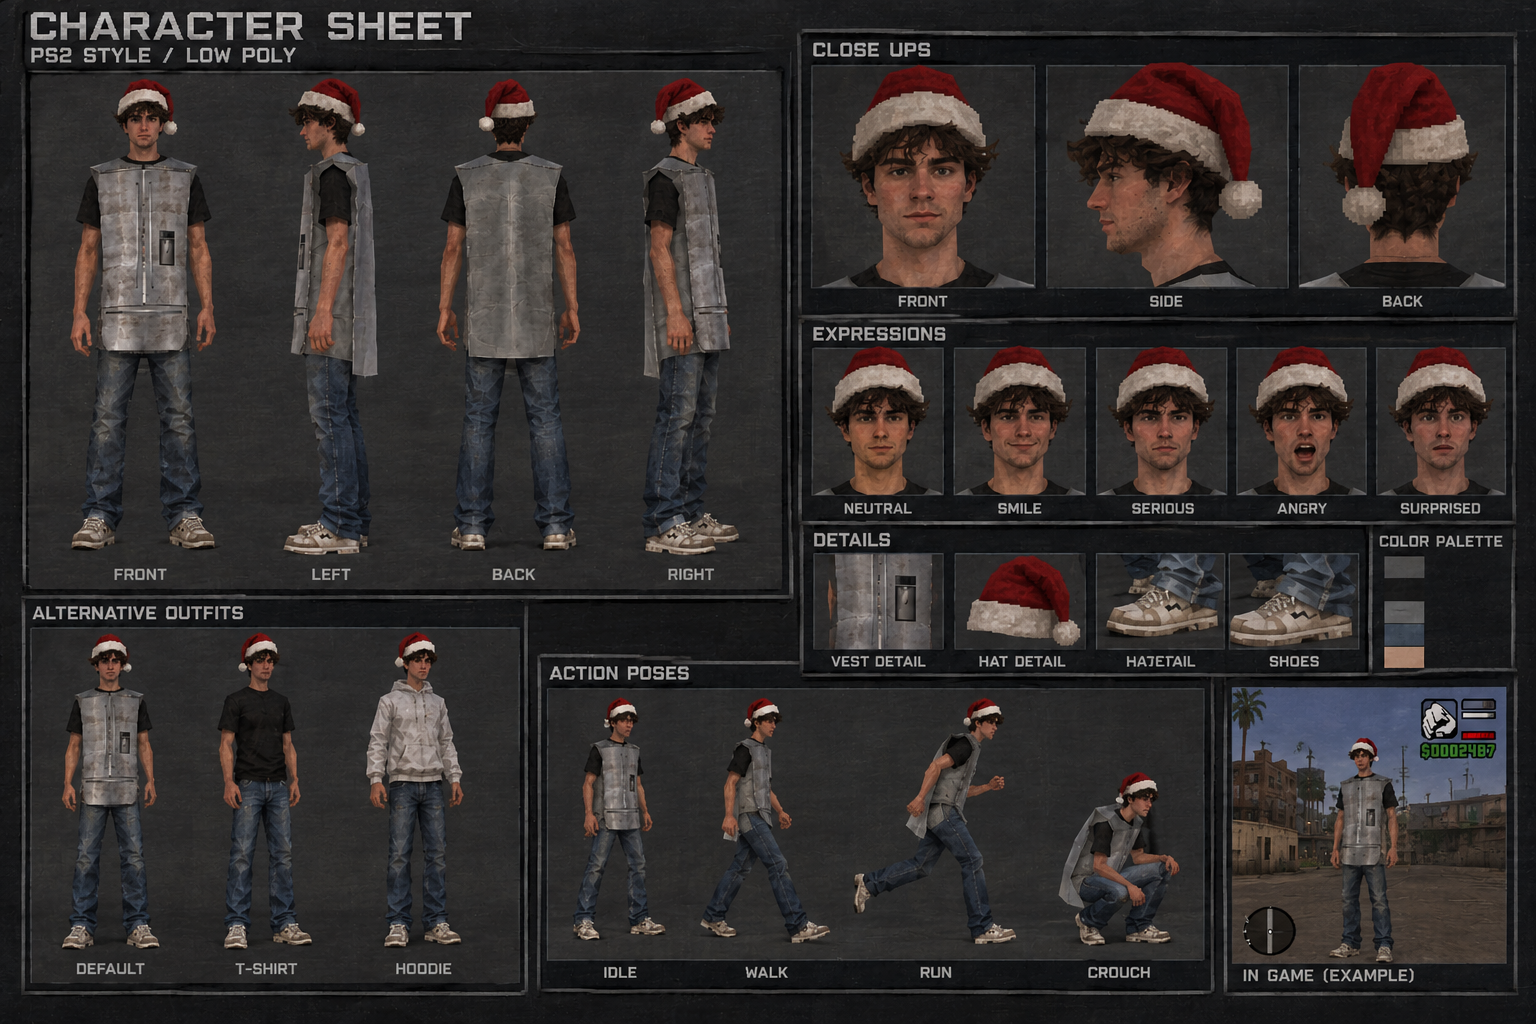 CHARACTER SHEET
PS2 STYLE / LOW POLY
FRONT
LEFT
BACK
RIGHT
CLOSE UPS
FRONT
SIDE
BACK
EXPRESSIONS
NEUTRAL
SMILE
SERIOUS
ANGRY
SURPRISED
DETAILS
VEST DETAIL
HAT DETAIL
HAJETAIL
SHOES
COLOR PALETTE
ALTERNATIVE OUTFITS
DEFAULT
T-SHIRT
HOODIE
ACTION POSES
IDLE
WALK
RUN
CROUCH
$0002487
IN GAME (EXAMPLE)